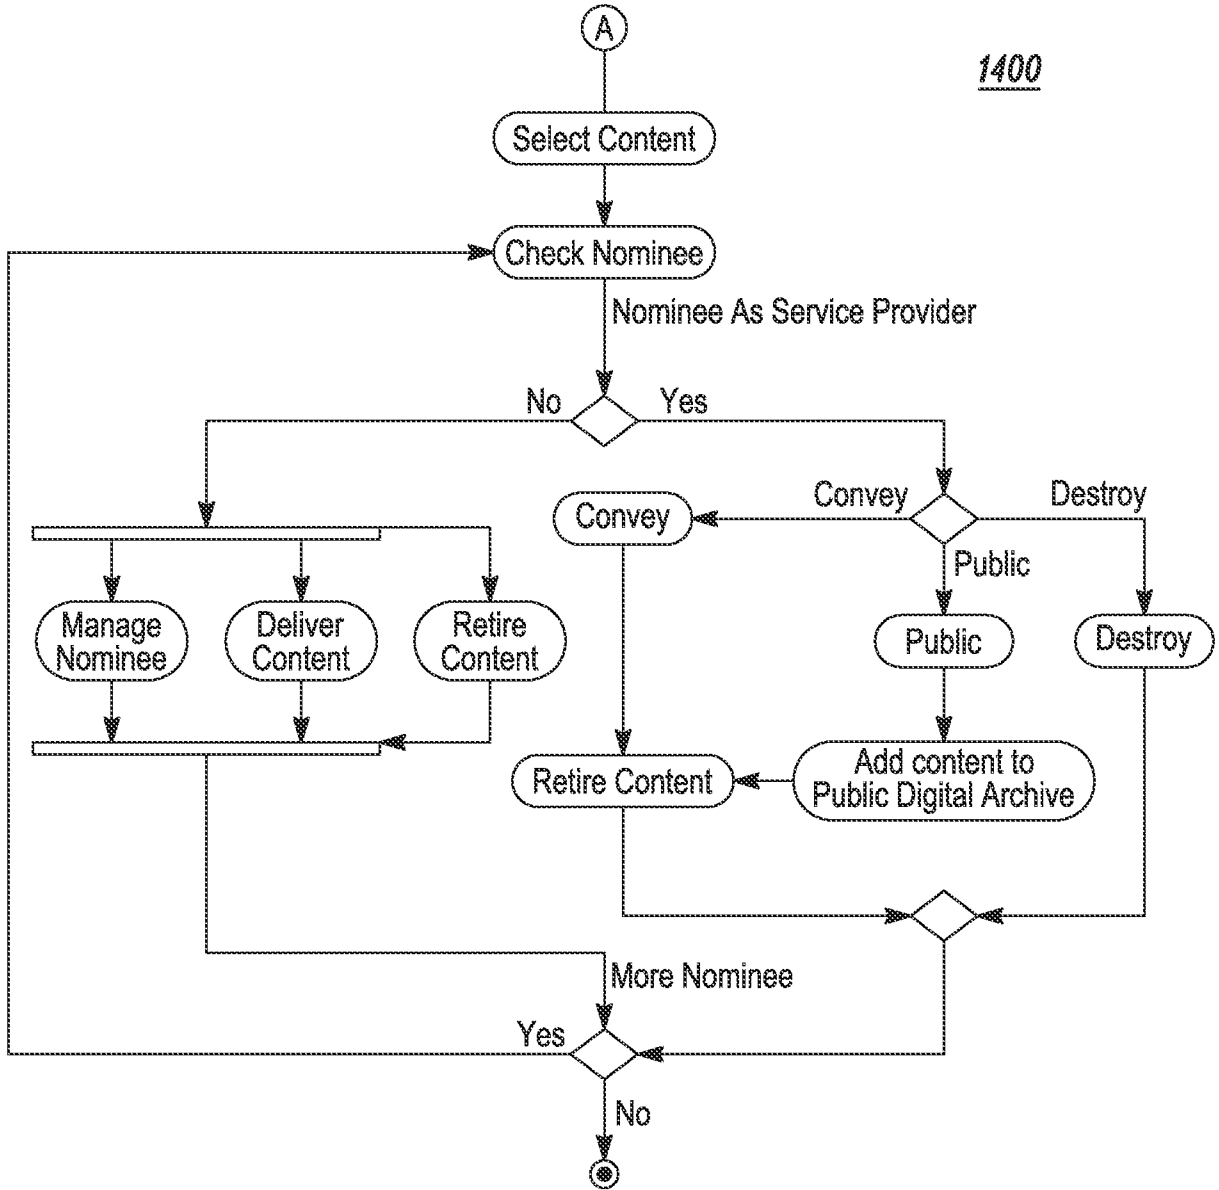 A
1400
Select Content
Check Nominee
Nominee As Service Provider
No
Yes
Convey
Destroy
Convey
Public
Manage
Nominee
Deliver
Content
Retire
Content
Public
Destroy
Retire Content
Add content to
Public Digital Archive
More Nominee
Yes
No